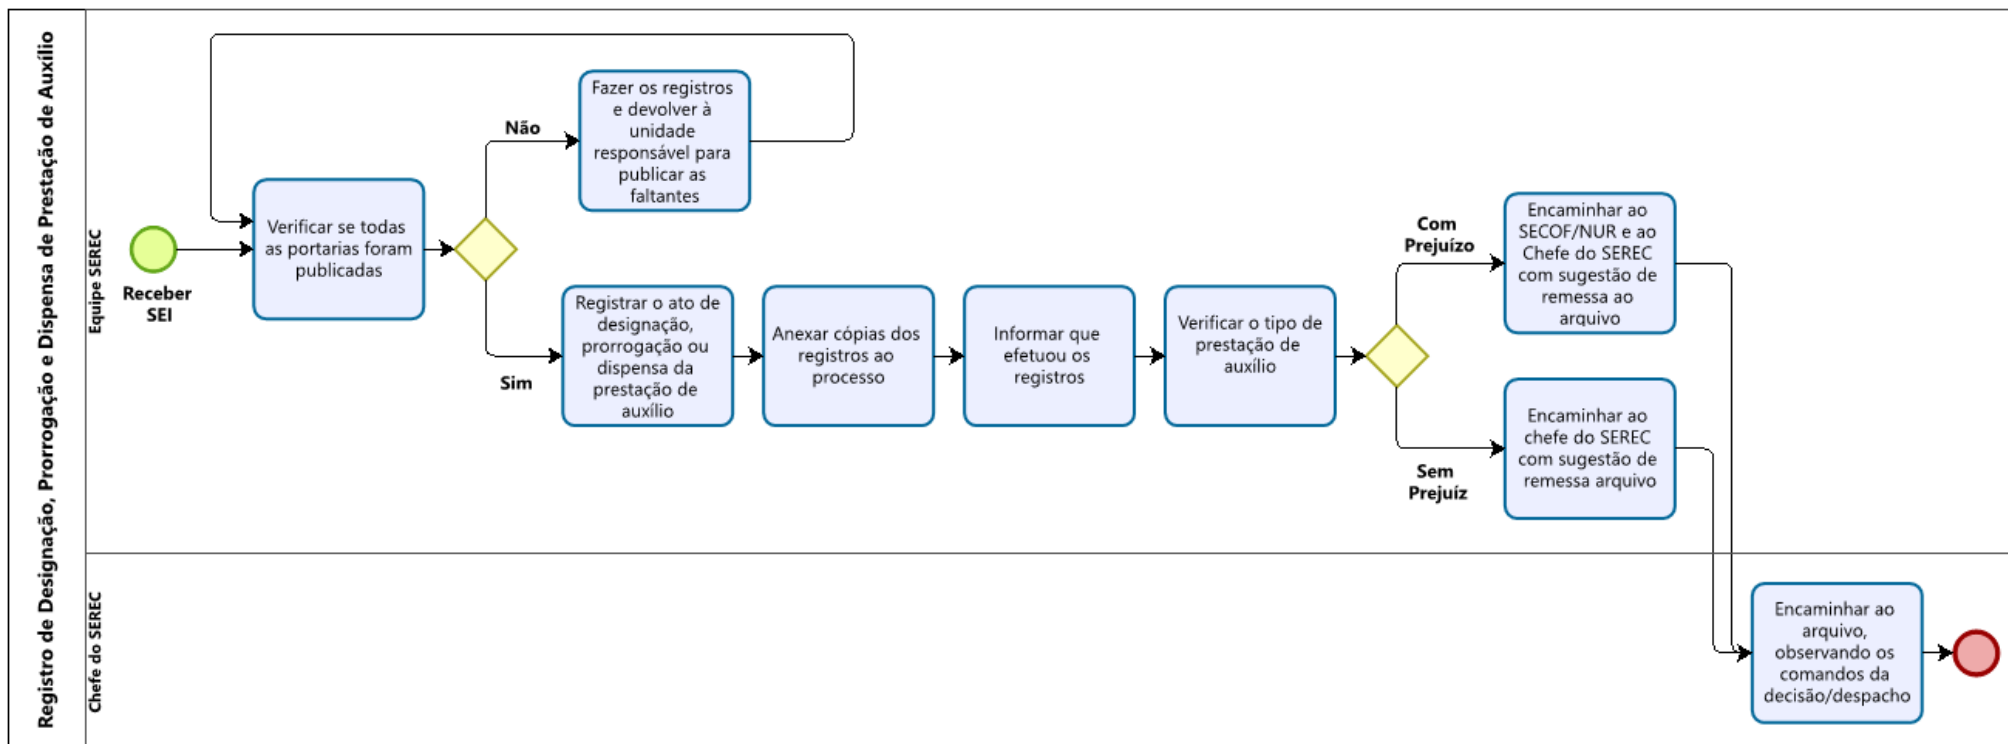 Registro de Designação, Prorrogação e Dispensa de Prestação de Auxílio
Equipe SEREC
Receber
SEI
Verificar se todas
as portarias foram
publicadas
Não
Fazer os registros
e devolver à
unidade
responsável para
publicar as
faltantes
Sim
Registrar o ato de
designação,
prorrogação ou
dispensa da
prestação de
auxílio
Anexar cópias dos
registros ao
processo
Informar que
efetuou os
registros
Verificar o tipo de
prestação de
auxílio
Com
Prejuízo
Encaminhar ao
SECOF/NUR e ao
Chefe do SEREC
com sugestão de
remessa ao
arquivo
Sem
Prejuíz
Encaminhar ao
chefe do SEREC
com sugestão de
remessa arquivo
Chefe do SEREC
Encaminhar ao
arquivo,
observando os
comandos da
decisão/despacho